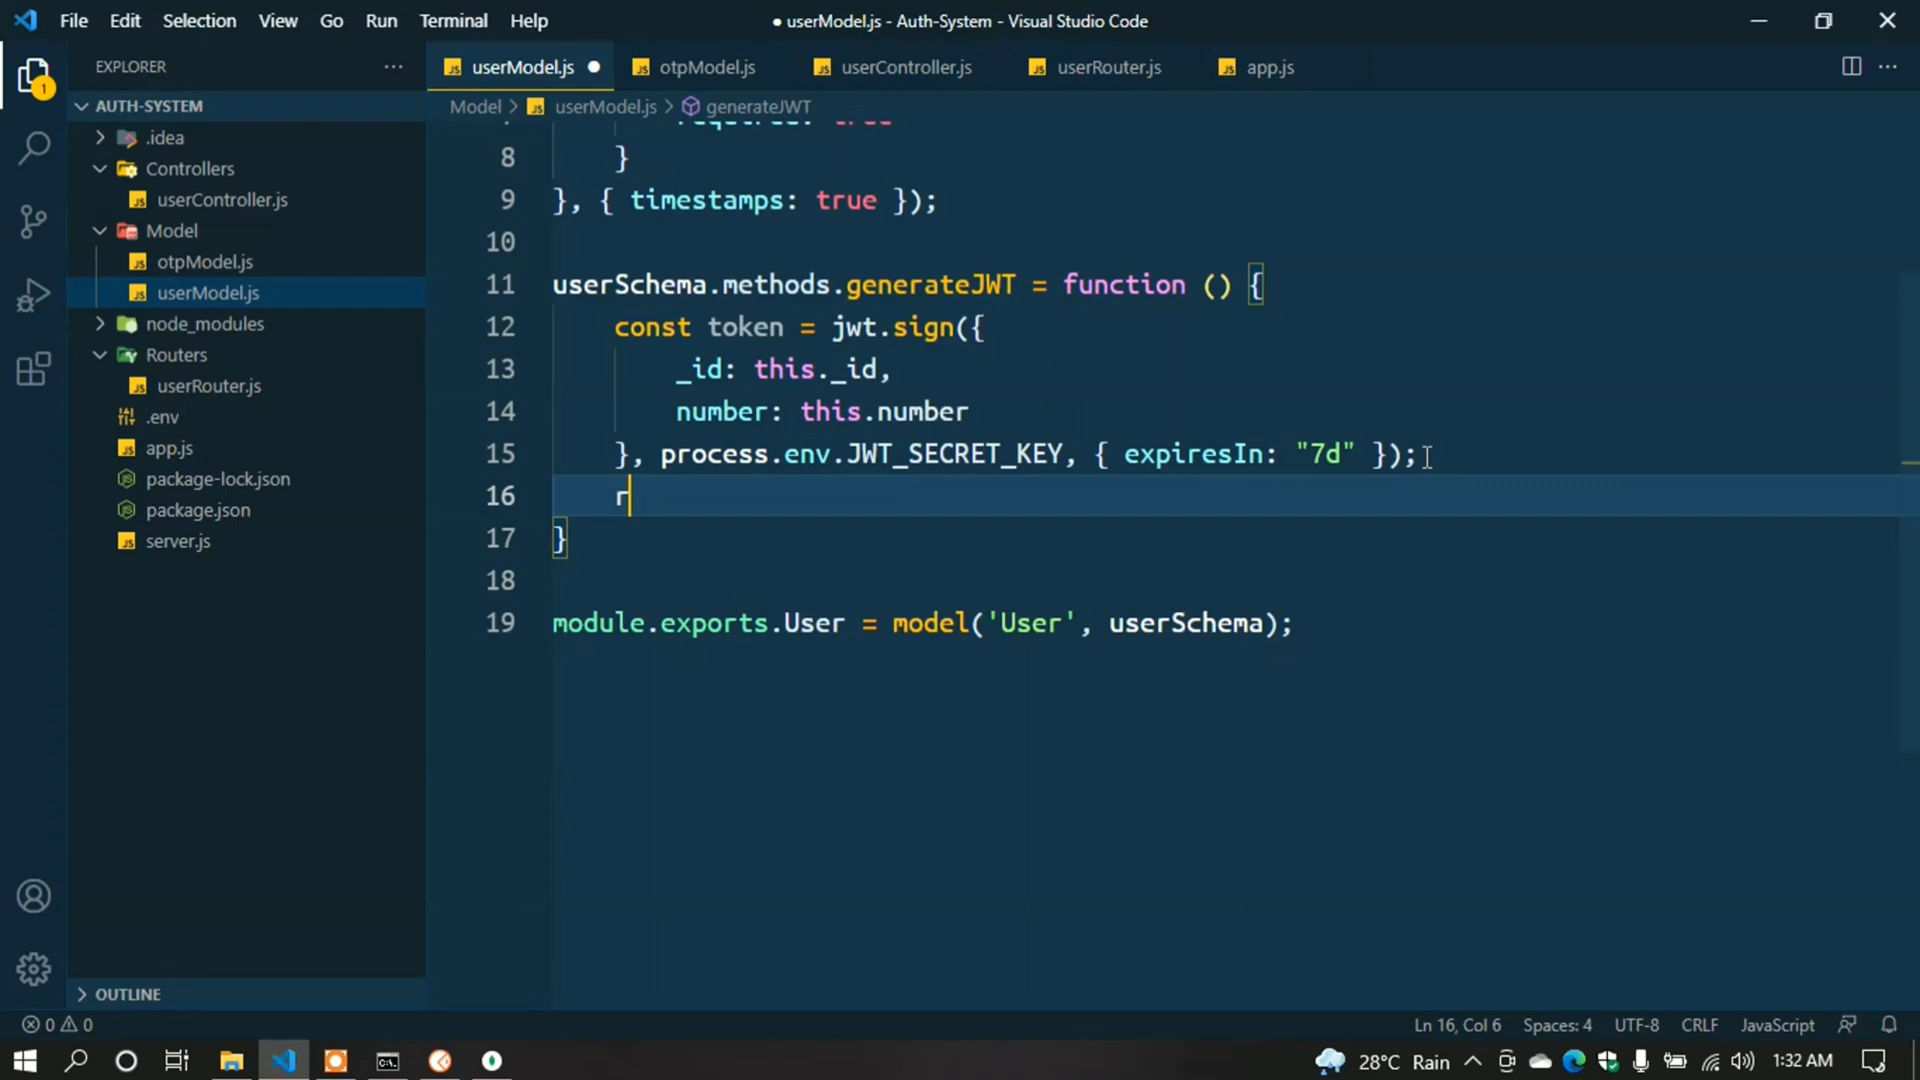 File Edit Selection View Go Run Terminal Help
● userModel.js - Auth-System - Visual Studio Code
EXPLORER
userModel.js
otpModel.js
userController.js
userRouter.js
app.js
Model > userModel.js > generateJWT
1
AUTH-SYSTEM
.idea
Controllers
userController.js
Model
otpModel.js
userModel.js
node_modules
Routers
userRouter.js
.env
app.js
package-lock.json
package.json
server.js
OUTLINE
required: true
8 }
9 }, { timestamps: true });
10
11 userSchema.methods.generateJWT = function () {
12 const token = jwt.sign({
13 _id: this._id,
14 number: this.number
15 }, process.env.JWT_SECRET_KEY, { expiresIn: "7d" });
16 r
17 }
18
19 module.exports.User = model('User', userSchema);
0 0
Ln 16, Col 6 Spaces: 4 UTF-8 CRLF JavaScript
28°C Rain
1:32 AM